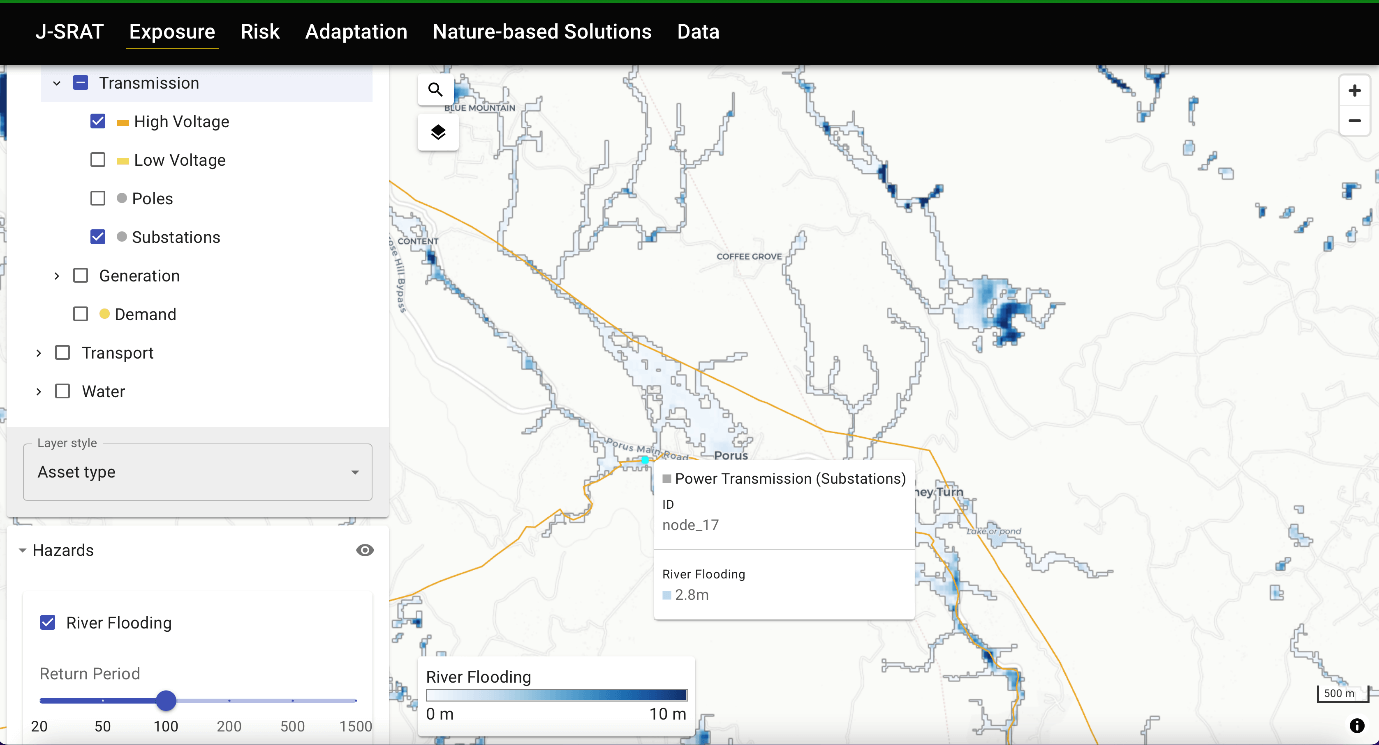 J-SRAT Exposure Risk Adaptation Nature-based Solutions Data
Transmission
High Voltage
Low Voltage
Poles
Substations
Generation
Demand
Transport
Water
Layer style
Asset type
Hazards
River Flooding
Return Period
20 50 100 200 500 1500
BLUE MOUNTAIN
CONTENT
Hill Bypass
COFFEE GROVE
Porus Main Road
Porus
ney Turn
Lake or pond
Power Transmission (Substations)
ID
node_17
River Flooding
2.8m
River Flooding
0 m 10 m
+
−
500 m